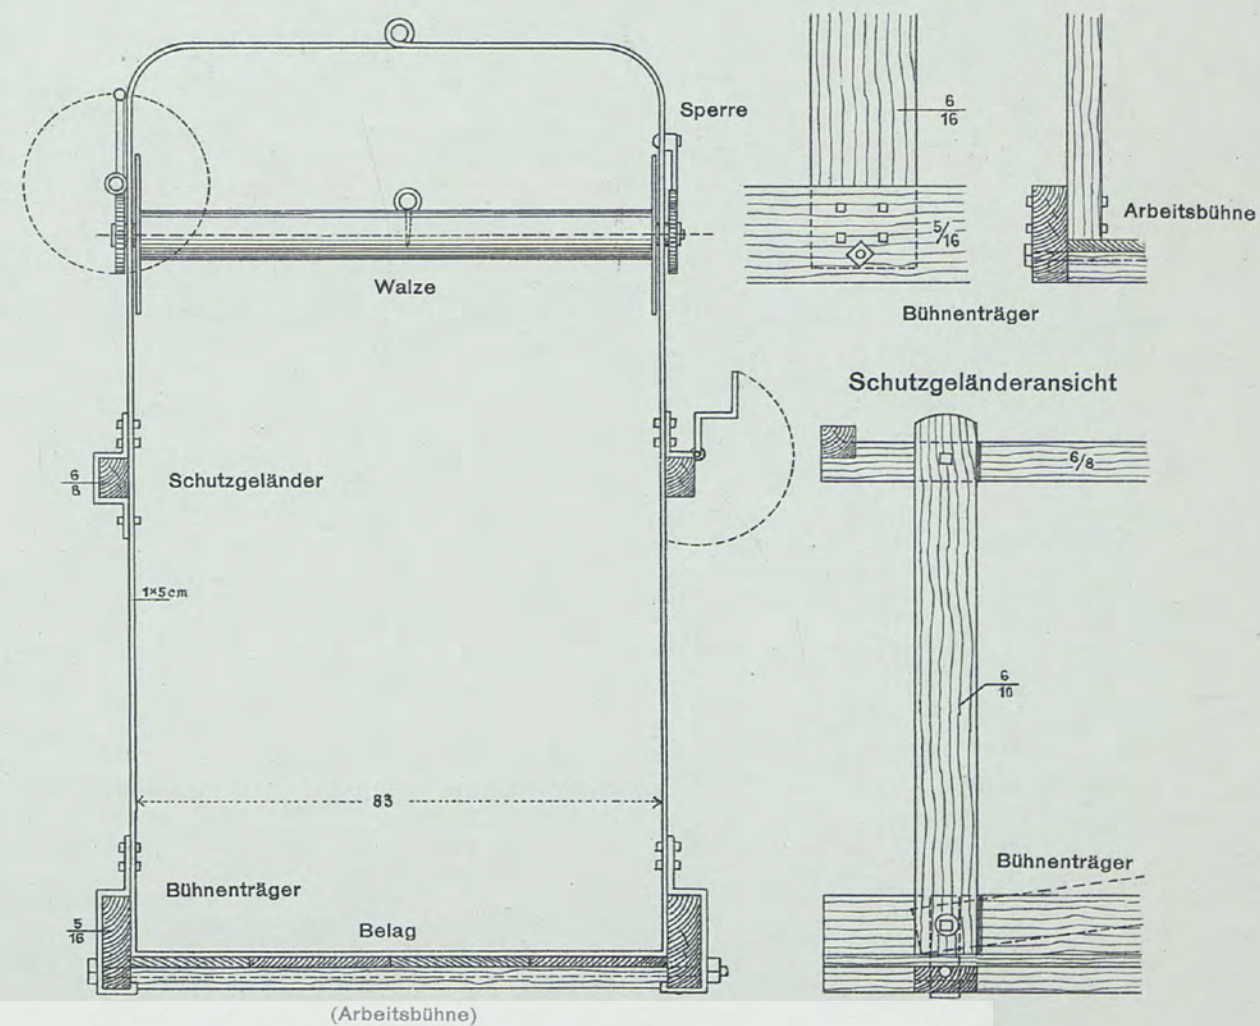 Sperre
6
16
Arbeitsbühne
5/16
Walze
Bühnenträger
Schutzgeländeransicht
6/8
6
8
Schutzgeländer
1×5cm
6
10
83
Bühnenträger
Bühnenträger
5
16
Belag
(Arbeitsbühne)